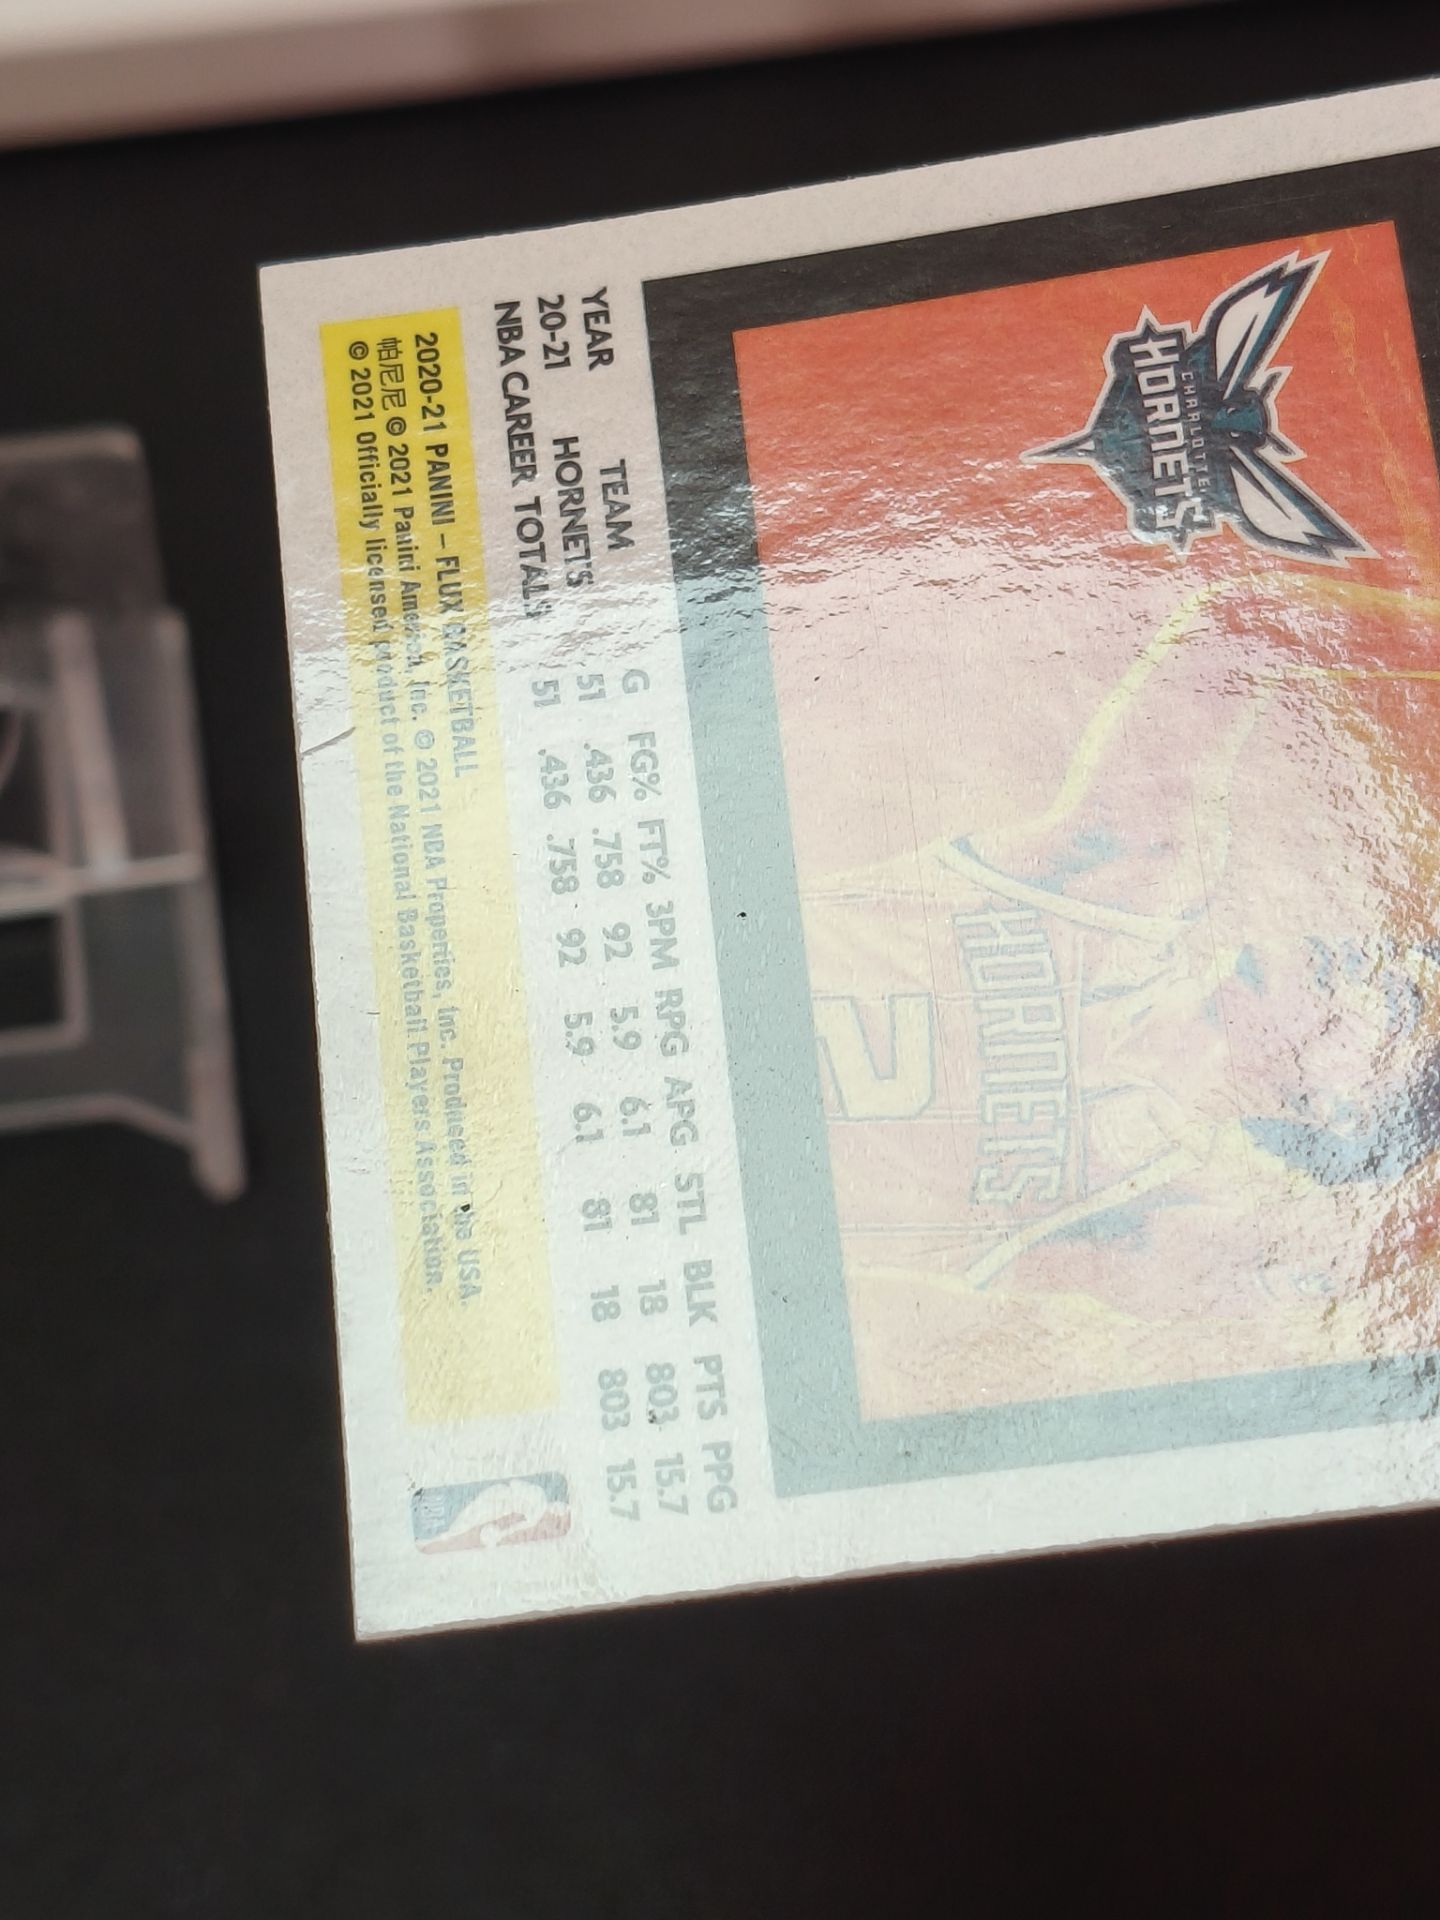 CHARLOTTE
HORNETS
HORNETS
2
YEAR TEAM G FG% FT% 3PM RPG APG STL BLK PTS PPG
20-21 HORNETS 51 .436 .758 92 5.9 6.1 81 18 803 15.7
NBA CAREER TOTALS 51 .436 .758 92 5.9 6.1 81 18 803 15.7
2020-21 PANINI – FLUX BASKETBALL
帕尼尼 © 2021 Panini America, Inc. © 2021 NBA Properties, Inc. Produced in the USA.
© 2021 Officially licensed product of the National Basketball Players Association.
NBA